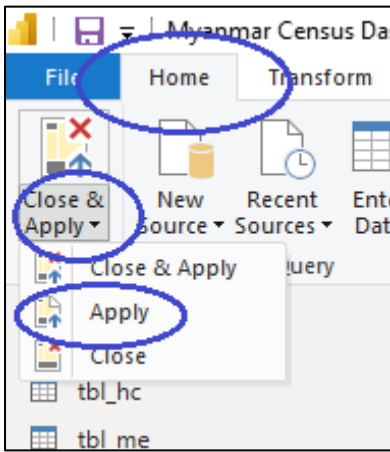 Myanmar Census Da
File Home Transform
Close & Apply New Source Recent Sources Ente Dat
Query
Close & Apply
Apply
Close
tbl_hc
tbl_me